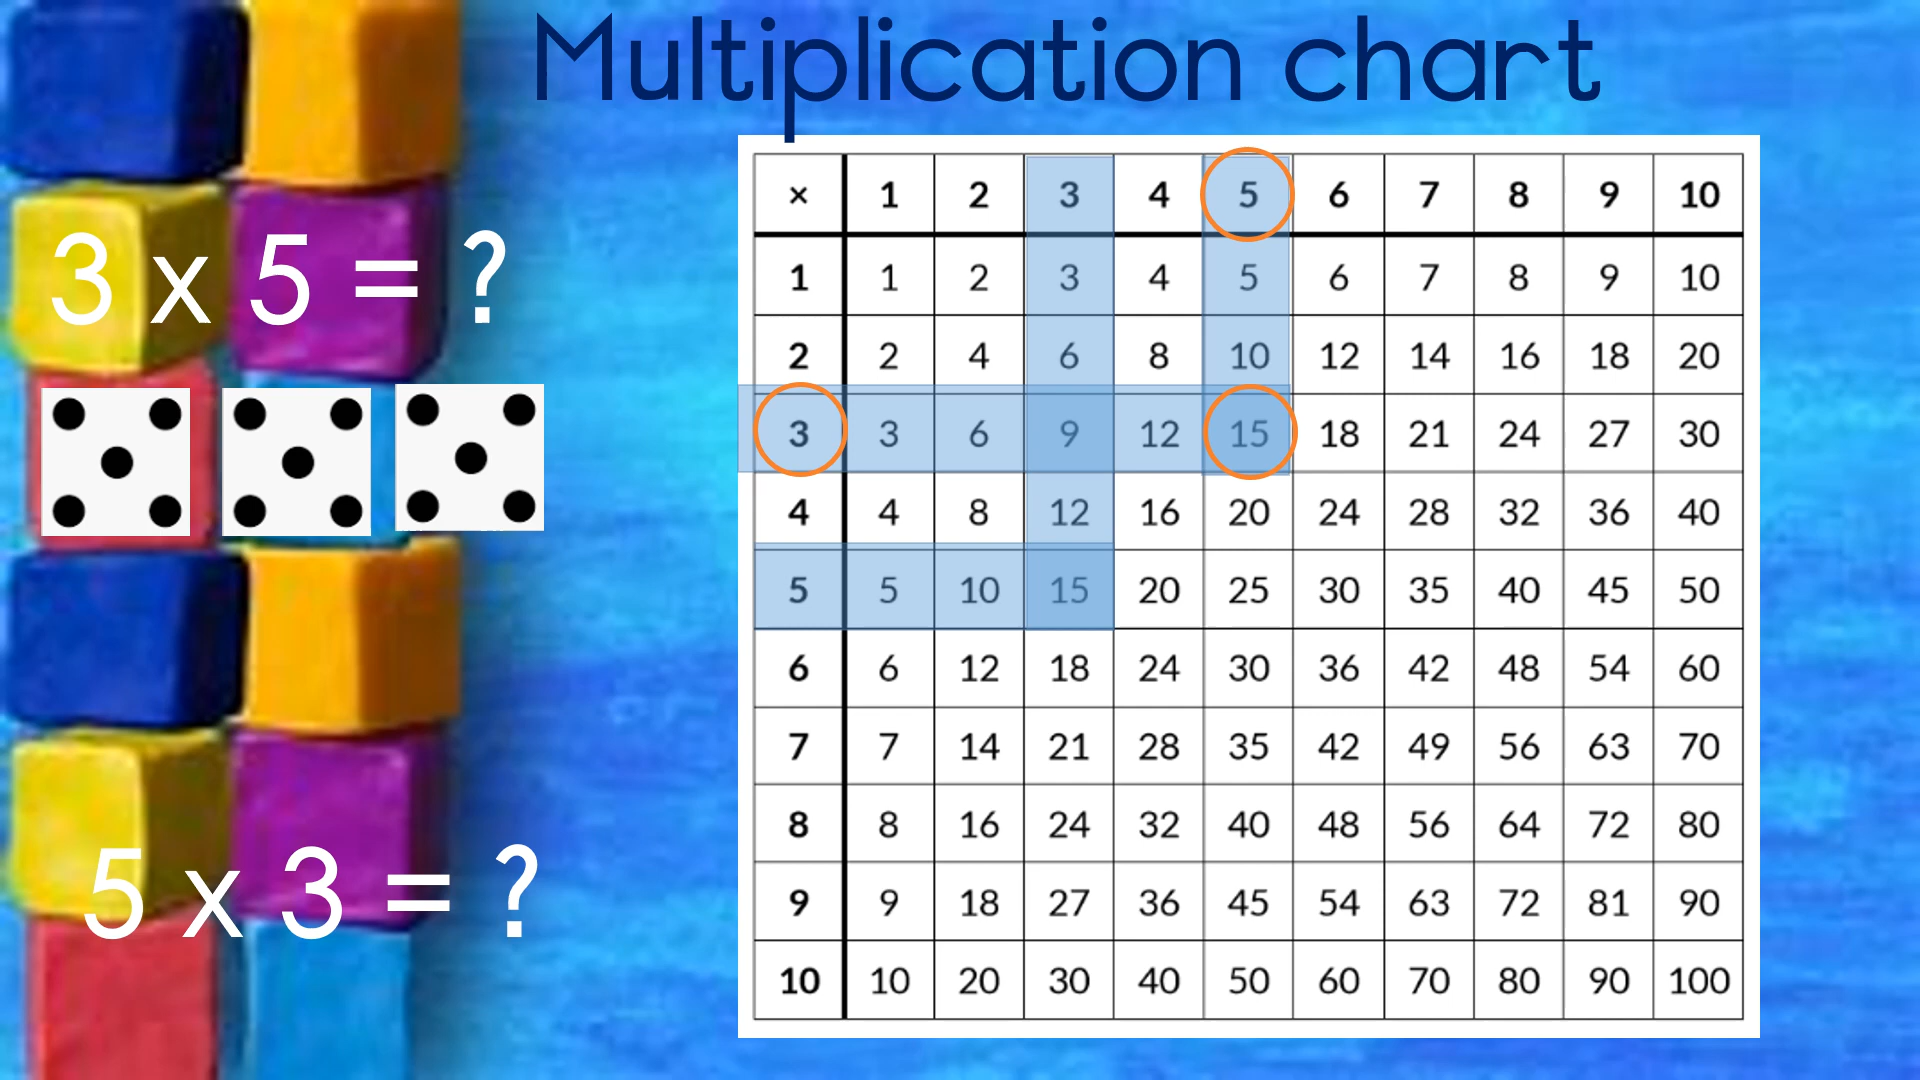 Multiplication chart
3 x 5 = ?
5 x 3 = ?
× 1 2 3 4 5 6 7 8 9 10
1 1 2 3 4 5 6 7 8 9 10
2 2 4 6 8 10 12 14 16 18 20
3 3 6 9 12 15 18 21 24 27 30
4 4 8 12 16 20 24 28 32 36 40
5 5 10 15 20 25 30 35 40 45 50
6 6 12 18 24 30 36 42 48 54 60
7 7 14 21 28 35 42 49 56 63 70
8 8 16 24 32 40 48 56 64 72 80
9 9 18 27 36 45 54 63 72 81 90
10 10 20 30 40 50 60 70 80 90 100